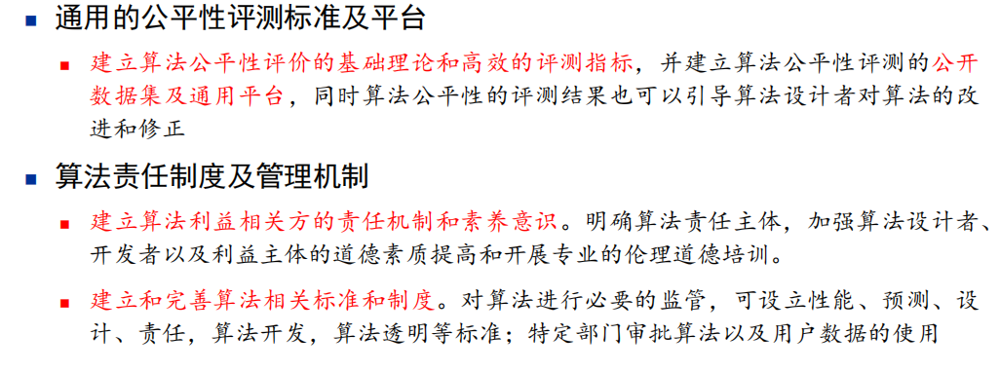 通用的公平性评测标准及平台
建立算法公平性评价的基础理论和高效的评测指标，并建立算法公平性评测的公开
数据集及通用平台，同时算法公平性的评测结果也可以引导算法设计者对算法的改
进和修正
算法责任制度及管理机制
建立算法利益相关方的责任机制和素养意识。明确算法责任主体，加强算法设计者、
开发者以及利益主体的道德素质提高和开展专业的伦理道德培训。
建立和完善算法相关标准和制度。对算法进行必要的监管，可设立性能、预测、设
计、责任，算法开发，算法透明等标准；特定部门审批算法以及用户数据的使用